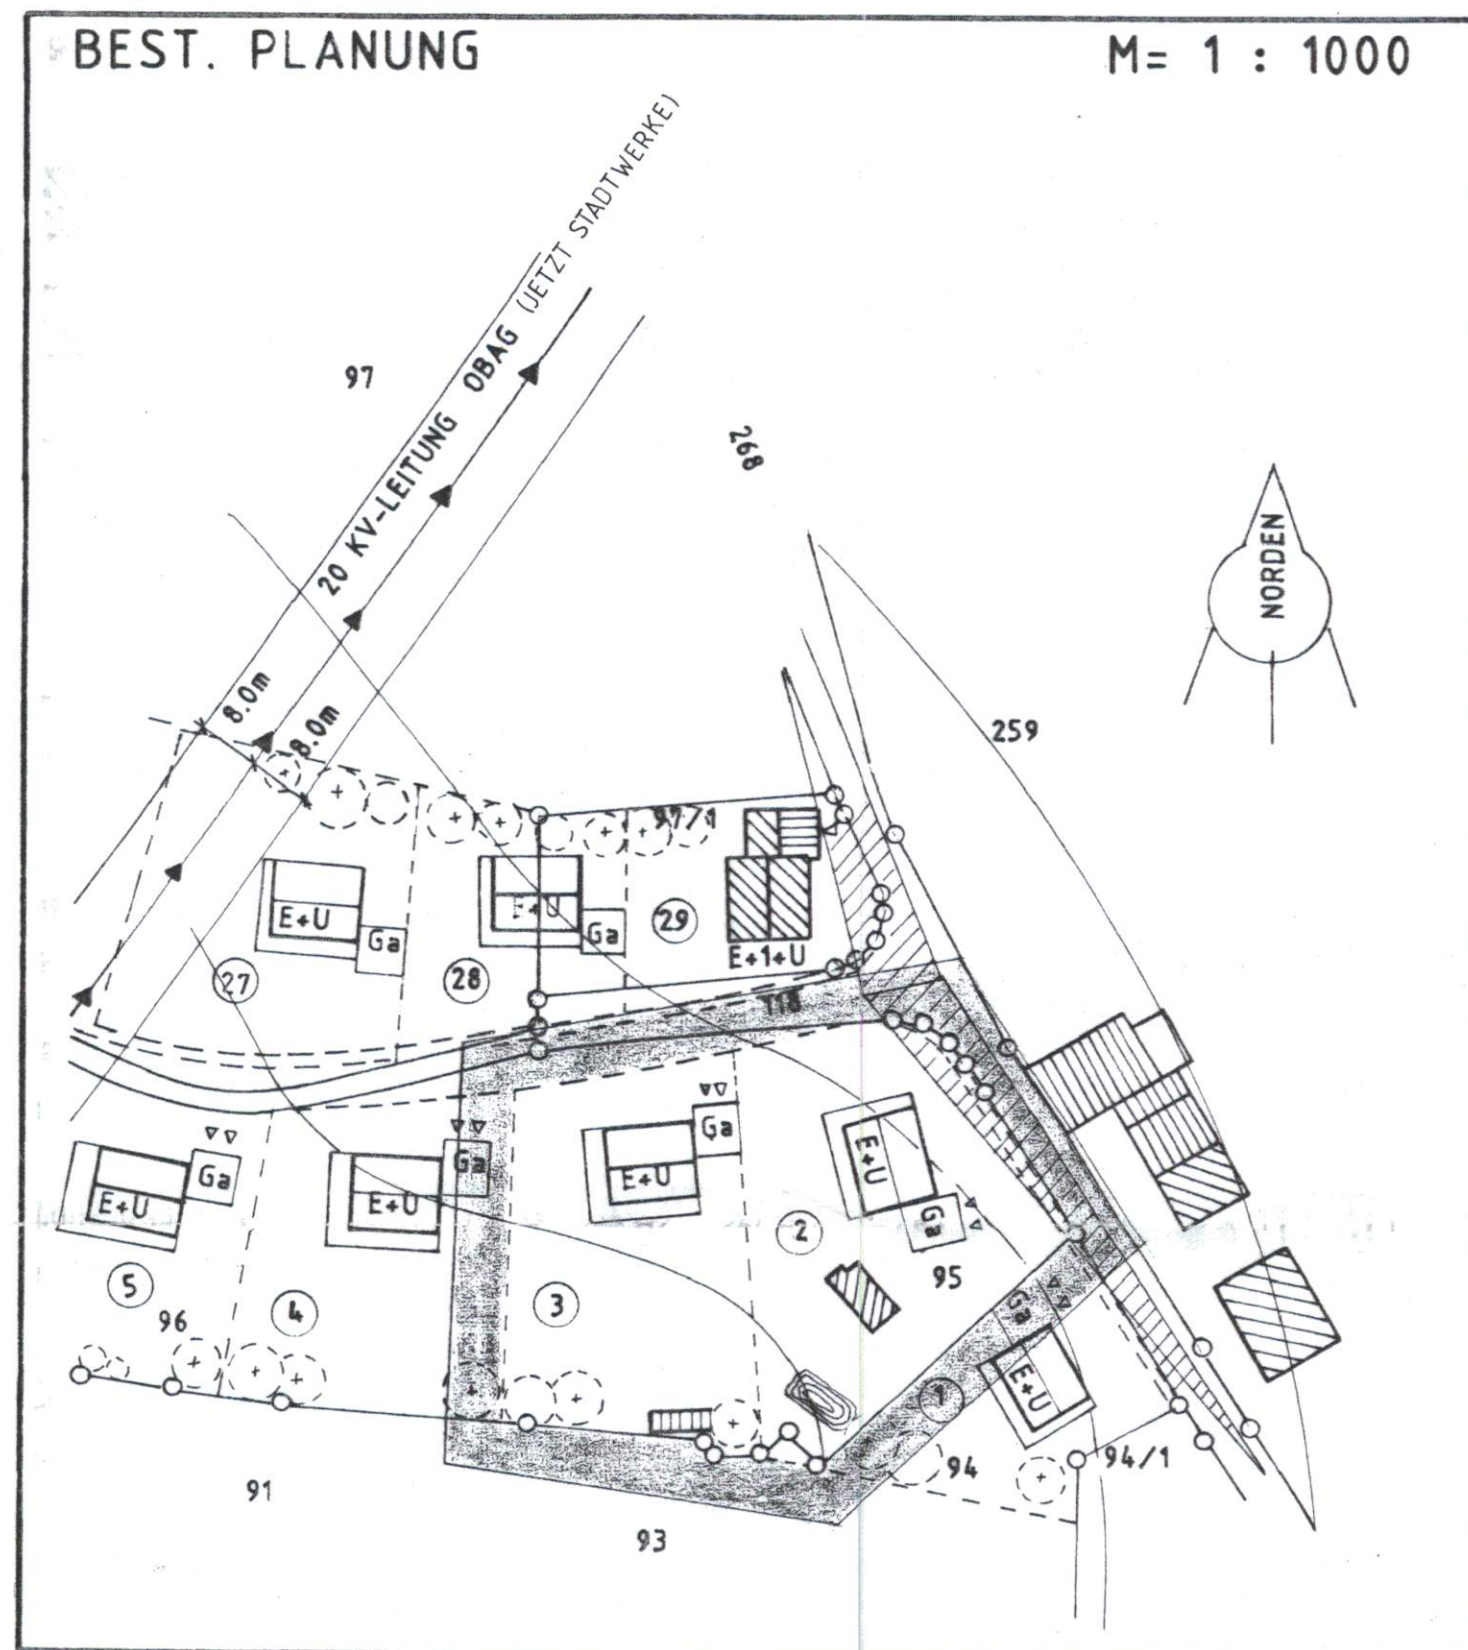 BEST. PLANUNG
M= 1 : 1000
20 KV-LEITUNG OBAG (JETZT STADTWERKE)
97
268
NORDEN
8.0m
8.0m
259
97/1
E+U
Ga
E+U
Ga
29
E+1+U
27
28
Ga
E+U
Ga
E+U
Ga
E+U
E+U
Ga
2
95
5
96
4
3
Ga
E+U
1
94
94/1
91
93